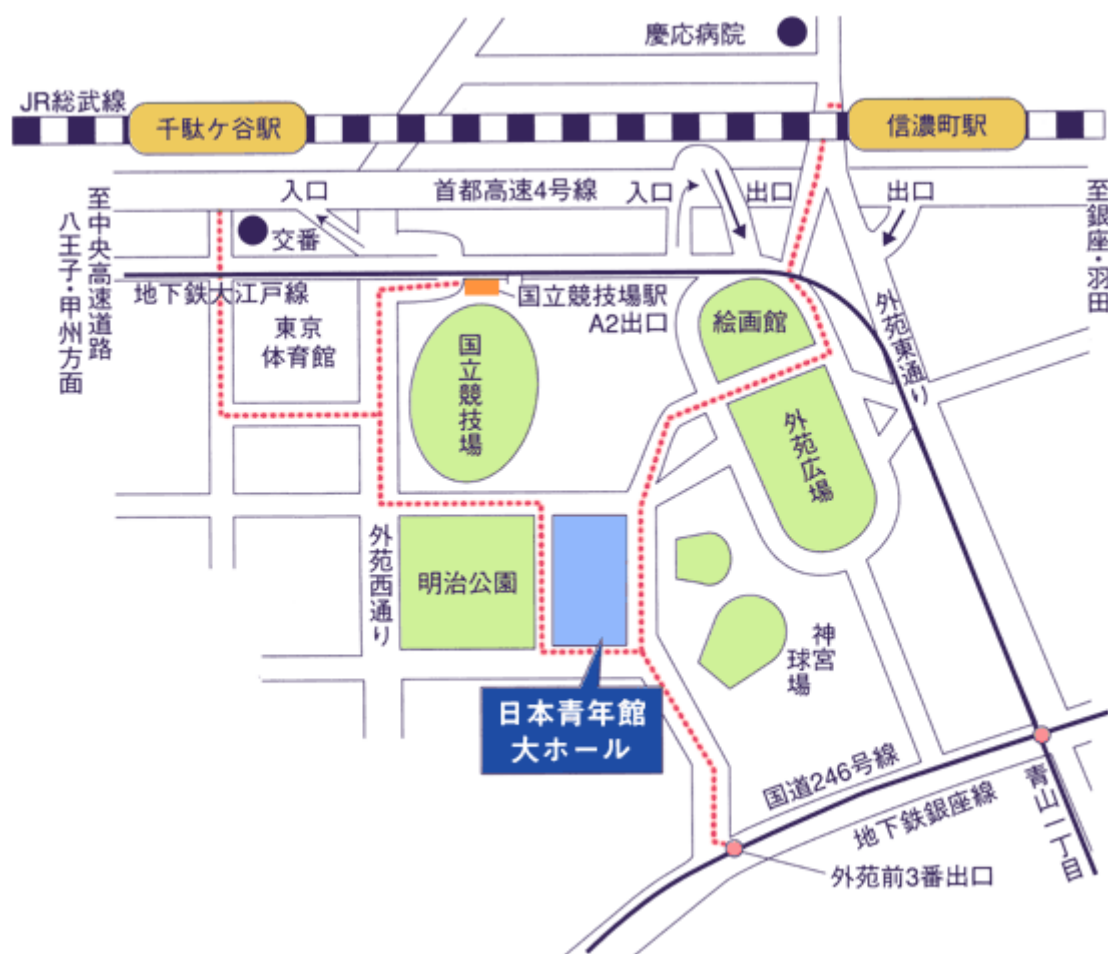 慶応病院
JR総武線
千駄ケ谷駅
信濃町駅
入口
首都高速4号線
入口
出口
出口
至中央高速道路
八王子・甲州方面
至銀座・羽田
交番
地下鉄大江戸線
国立競技場駅
A2出口
東京
体育館
国立競技場
絵画館
外苑東通り
外苑広場
外苑西通り
明治公園
神宮
球場
日本青年館
大ホール
国道246号線
地下鉄銀座線
青山一丁目
外苑前3番出口